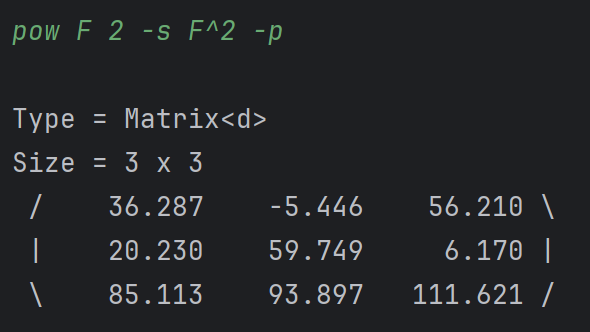 pow F 2 -s F^2 -p
Type = Matrix<d>
Size = 3 x 3
/ 36.287 -5.446 56.210 \
| 20.230 59.749 6.170 |
\ 85.113 93.897 111.621 /